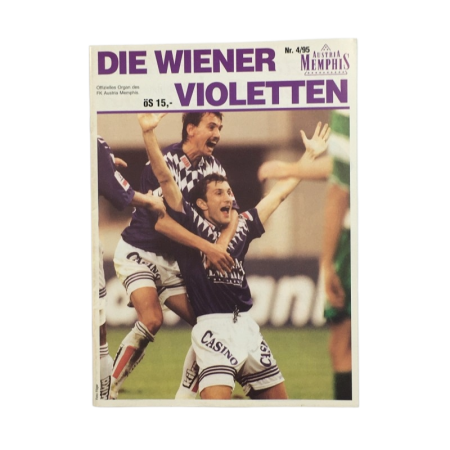 DIE WIENER
Nr. 4/95
AUSTRIA
MEMPHIS
Offizielles Organ des
FK Austria Memphis
öS 15,-
VIOLETTEN
CASINO
CASINO